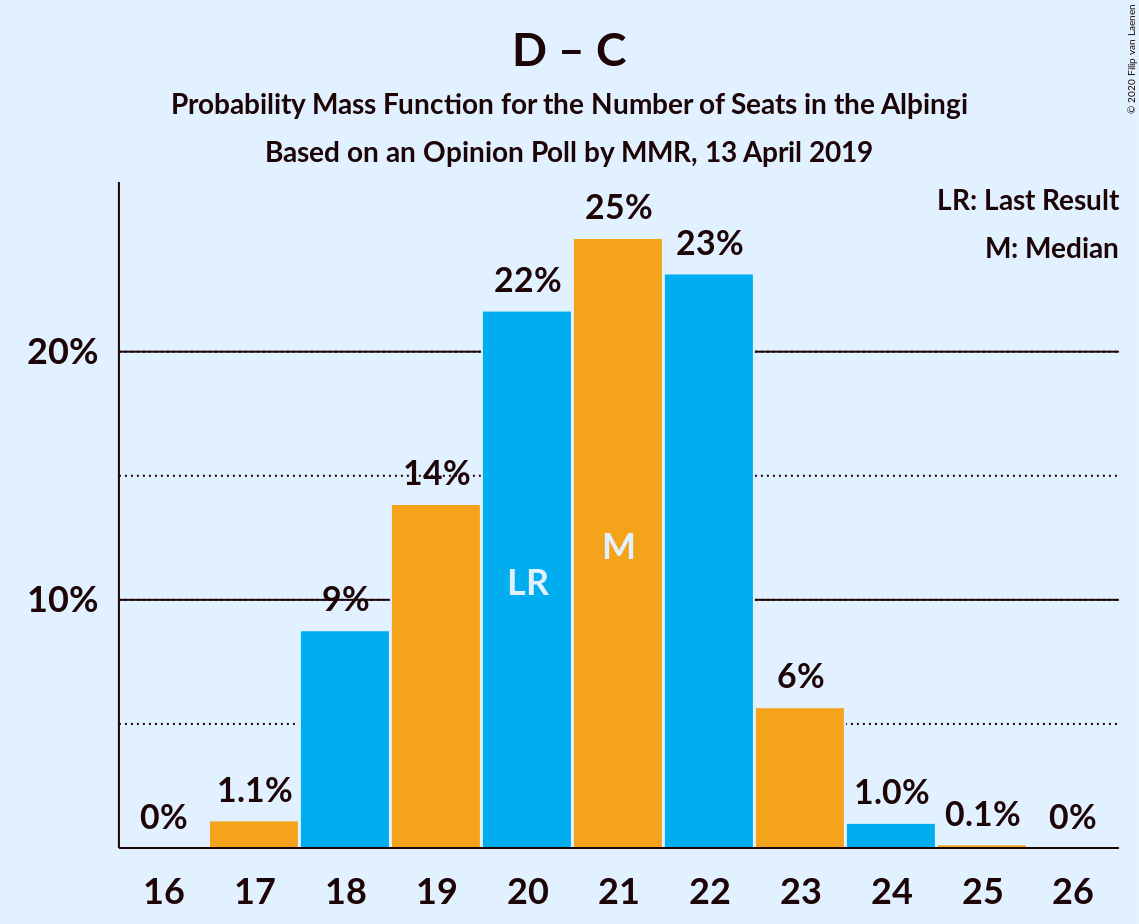 D – C
Probability Mass Function for the Number of Seats in the Alþingi
Based on an Opinion Poll by MMR, 13 April 2019
© 2020 Filip van Laenen
LR: Last Result
M: Median
25%
23%
22%
20%
14%
M
LR
10%
9%
6%
1.1%
1.0%
0%
0.1%
0%
16 17 18 19 20 21 22 23 24 25 26